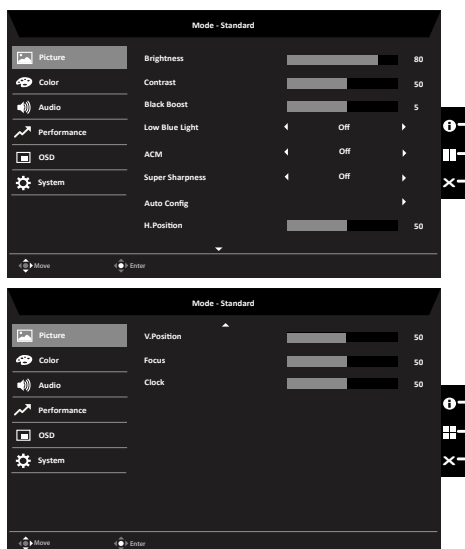 Mode - Standard
Picture
Color
Audio
Performance
OSD
System
Brightness 80
Contrast 50
Black Boost 5
Low Blue Light Off
ACM Off
Super Sharpness Off
Auto Config
H.Position 50
Move Enter
Mode - Standard
Picture
Color
Audio
Performance
OSD
System
V.Position 50
Focus 50
Clock 50
Move Enter